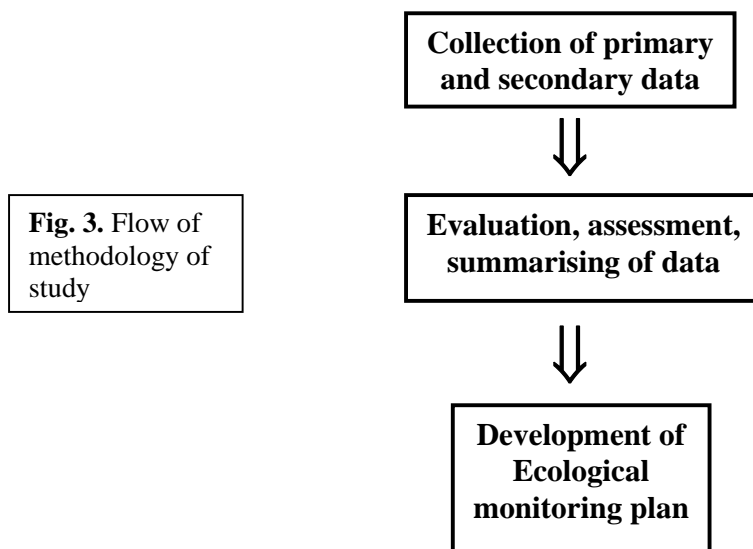 Collection of primary
and secondary data
Fig. 3. Flow of
methodology of
study
Evaluation, assessment,
summarising of data
Development of
Ecological
monitoring plan